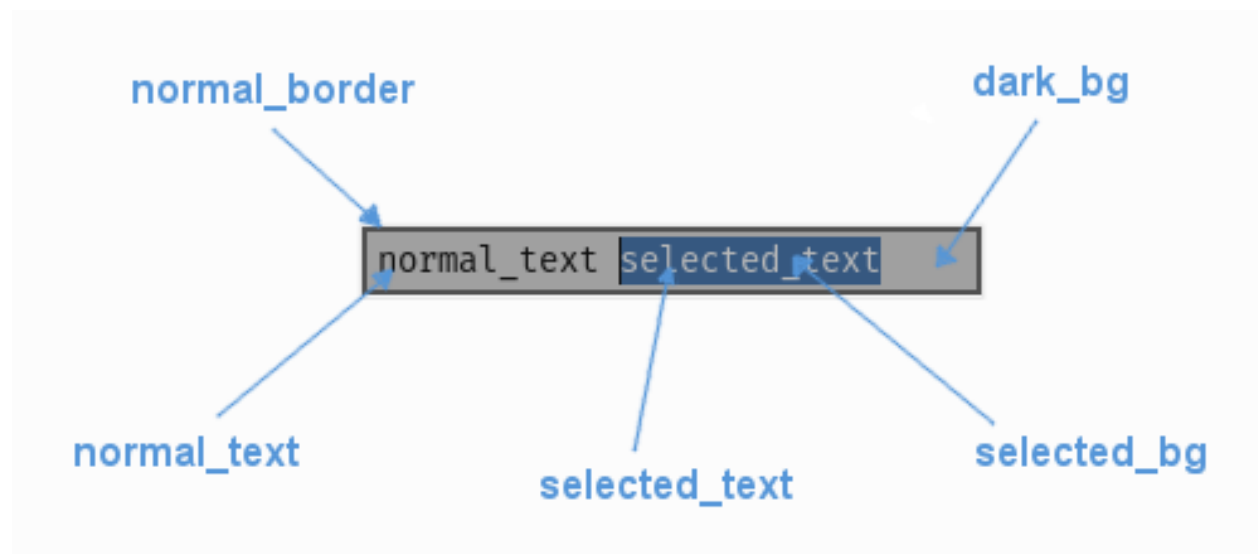 normal_border
dark_bg
normal_text selected_text
normal_text
selected_text
selected_bg